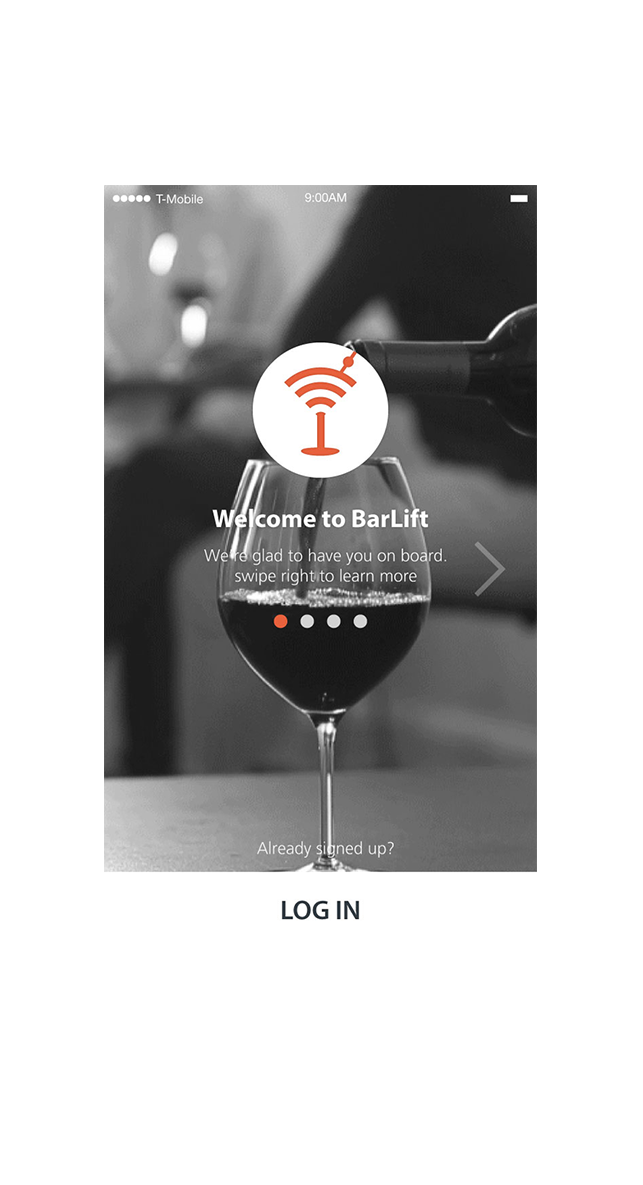 T-Mobile 9:00AM
Welcome to BarLift
We're glad to have you on board.
swipe right to learn more
Already signed up?
LOG IN